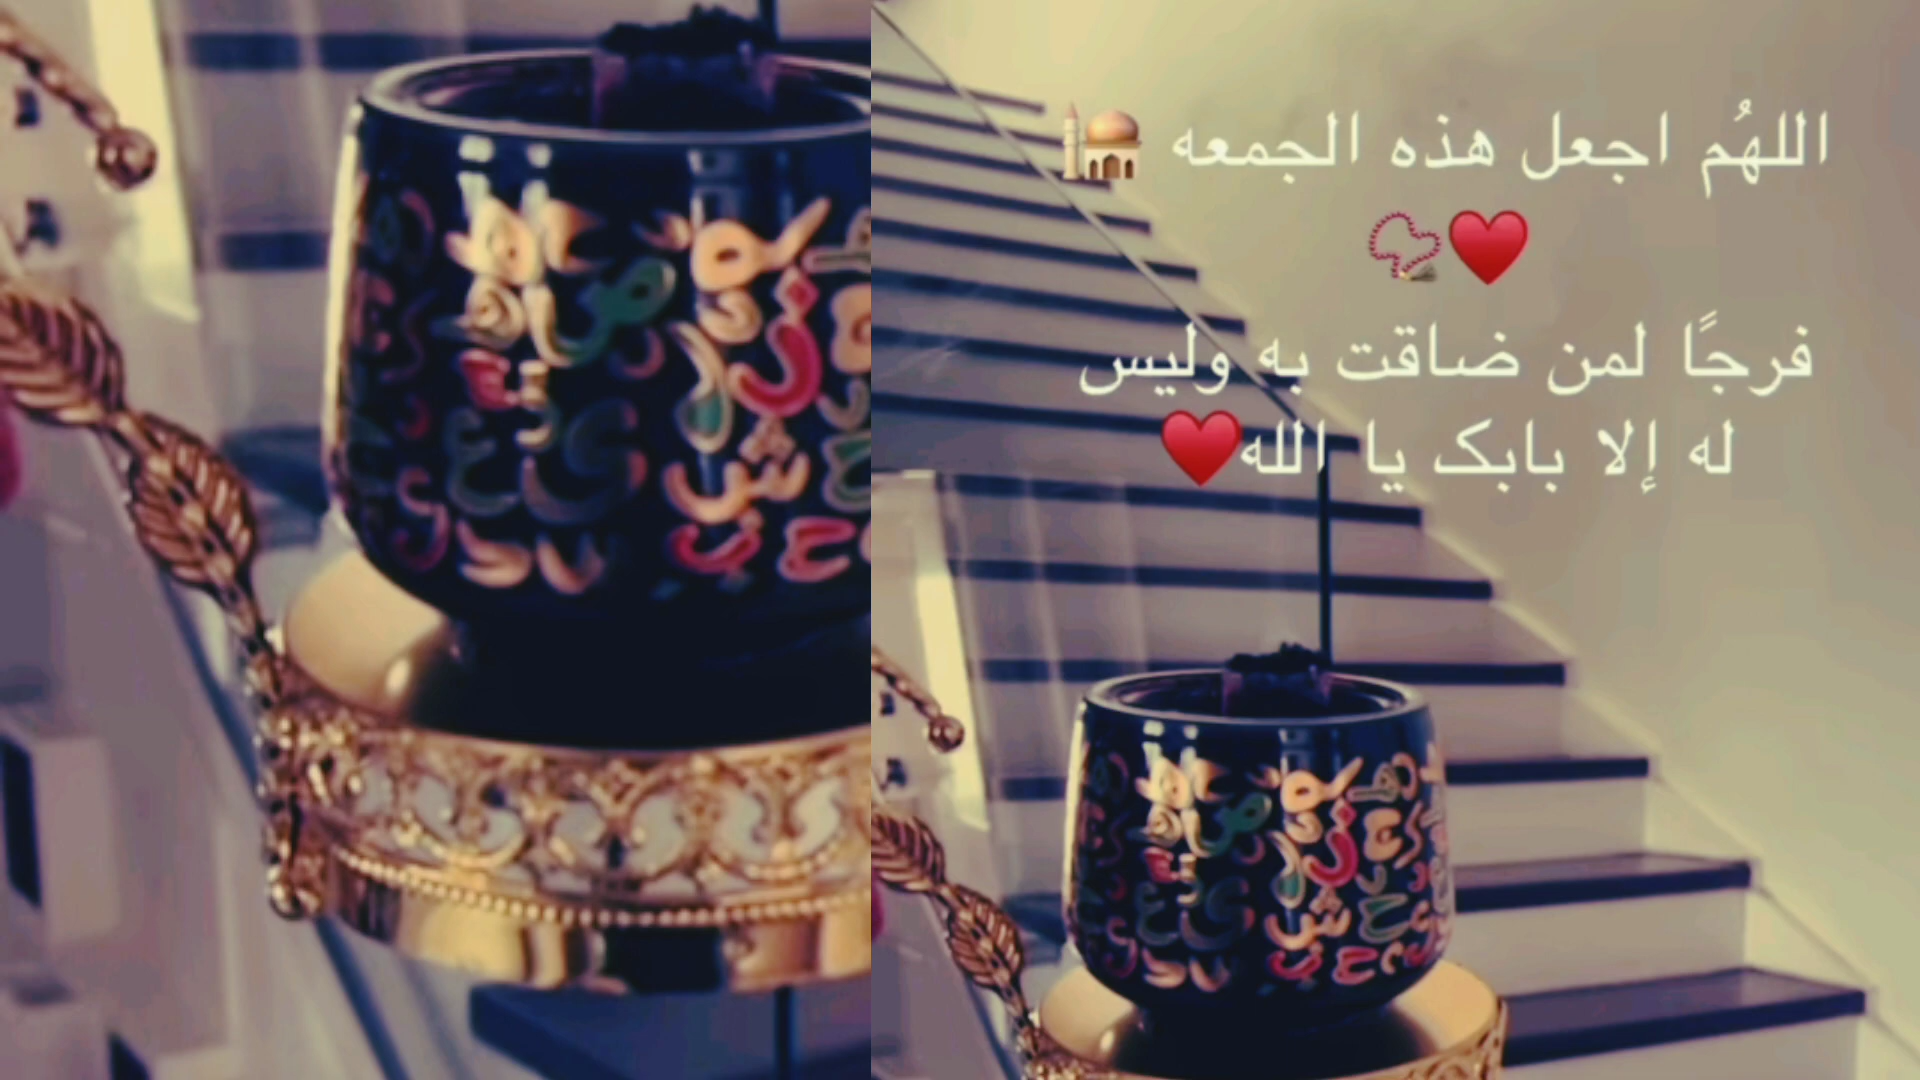 اللهُم اجعل هذه الجمعه 🕌
♥️📿
فرجًا لمن ضاقت به وليس
له إلا بابک يا الله♥️